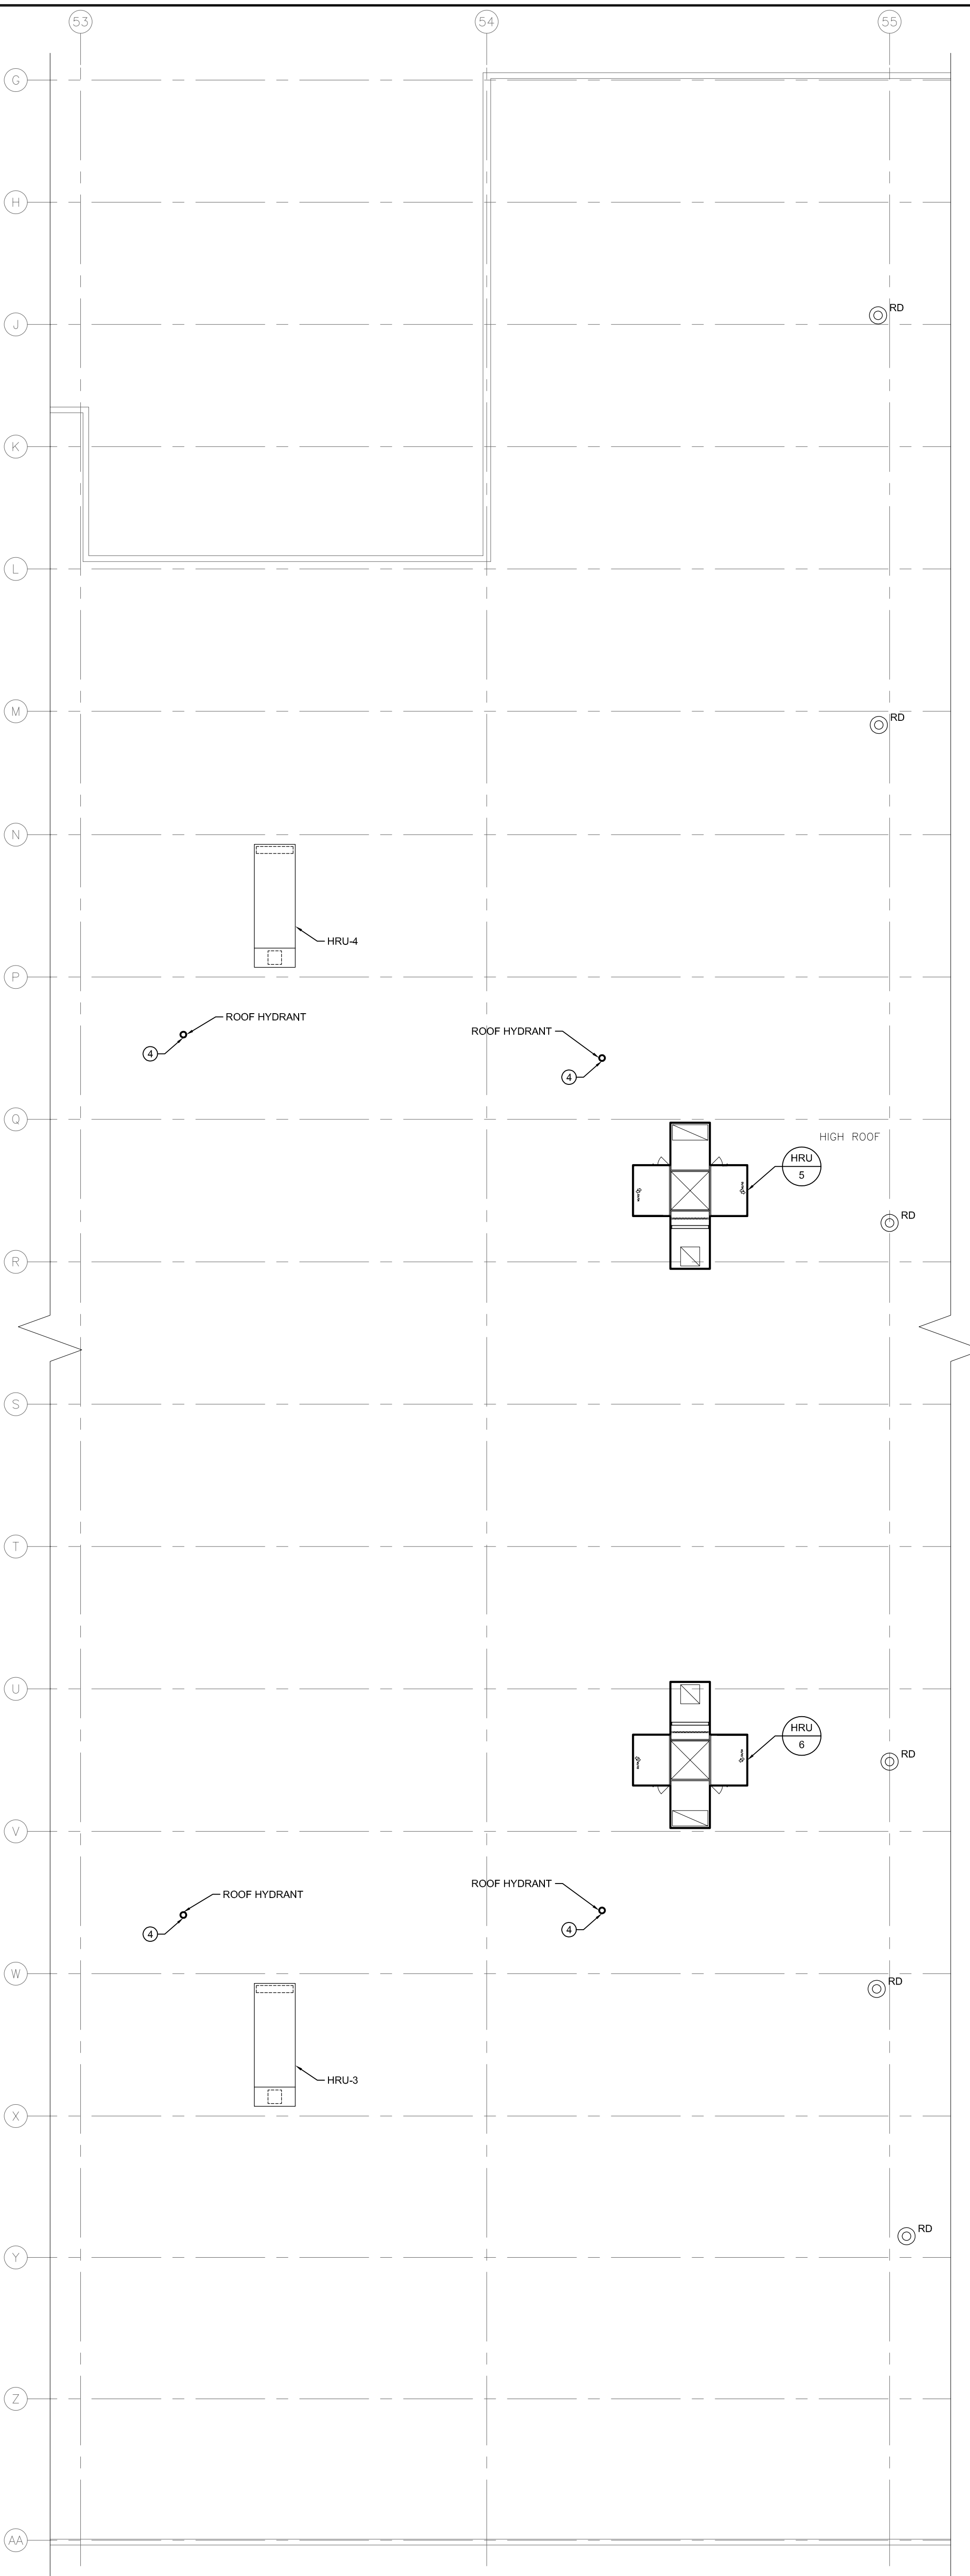 53
54
55
G
H
J
RD
K
L
M
RD
N
HRU-4
P
ROOF HYDRANT
4
ROOF HYDRANT
4
Q
HIGH ROOF
HRU
5
RD
R
S
T
U
HRU
6
RD
V
ROOF HYDRANT
4
ROOF HYDRANT
4
W
RD
HRU-3
X
RD
Y
Z
AA